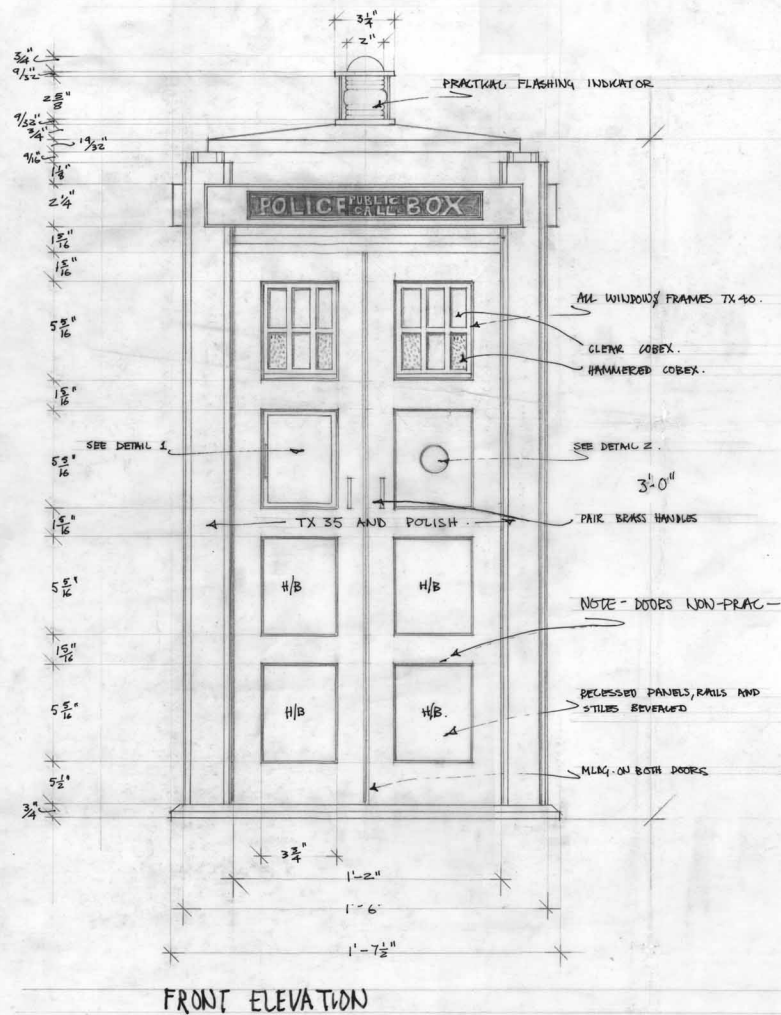 3¼"
2"
¾"
9/32"
2⅝"
9/32"
¾"
1 9/32"
9/16"
1⅛"
2¼"
1 5/16"
1 5/16"
5 5/16"
1 5/16"
5 5/16"
1 5/16"
5 5/16"
1 5/16"
5 5/16"
5½"
¾"
PRACTICAL FLASHING INDICATOR
POLICE PUBLIC CALL BOX
ALL WINDOWS FRAMES TX 40.
CLEAR COBEX.
HAMMERED COBEX.
SEE DETAIL 1
SEE DETAIL 2.
3'-0"
PAIR BRASS HANDLES
TX 35 AND POLISH.
H/B
H/B
NOTE - DOORS NON-PRAC -
RECESSED PANELS, RAILS AND
STILES BEVEALED
H/B
H/B.
MLDG. ON BOTH DOORS
3¾"
1'-2"
1'-6"
1'-7½"
FRONT ELEVATION